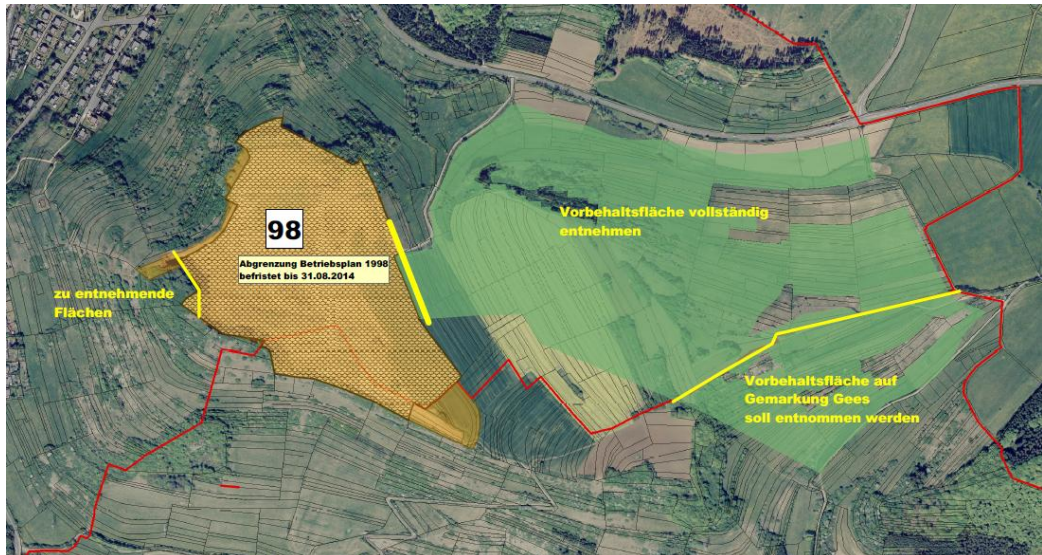 98
Abgrenzung Betriebsplan 1998
befristet bis 31.08.2014
zu entnehmende
Flächen
Vorbehaltsfläche vollständig
entnehmen
Vorbehaltsfläche auf
Gemarkung Gees
soll entnommen werden